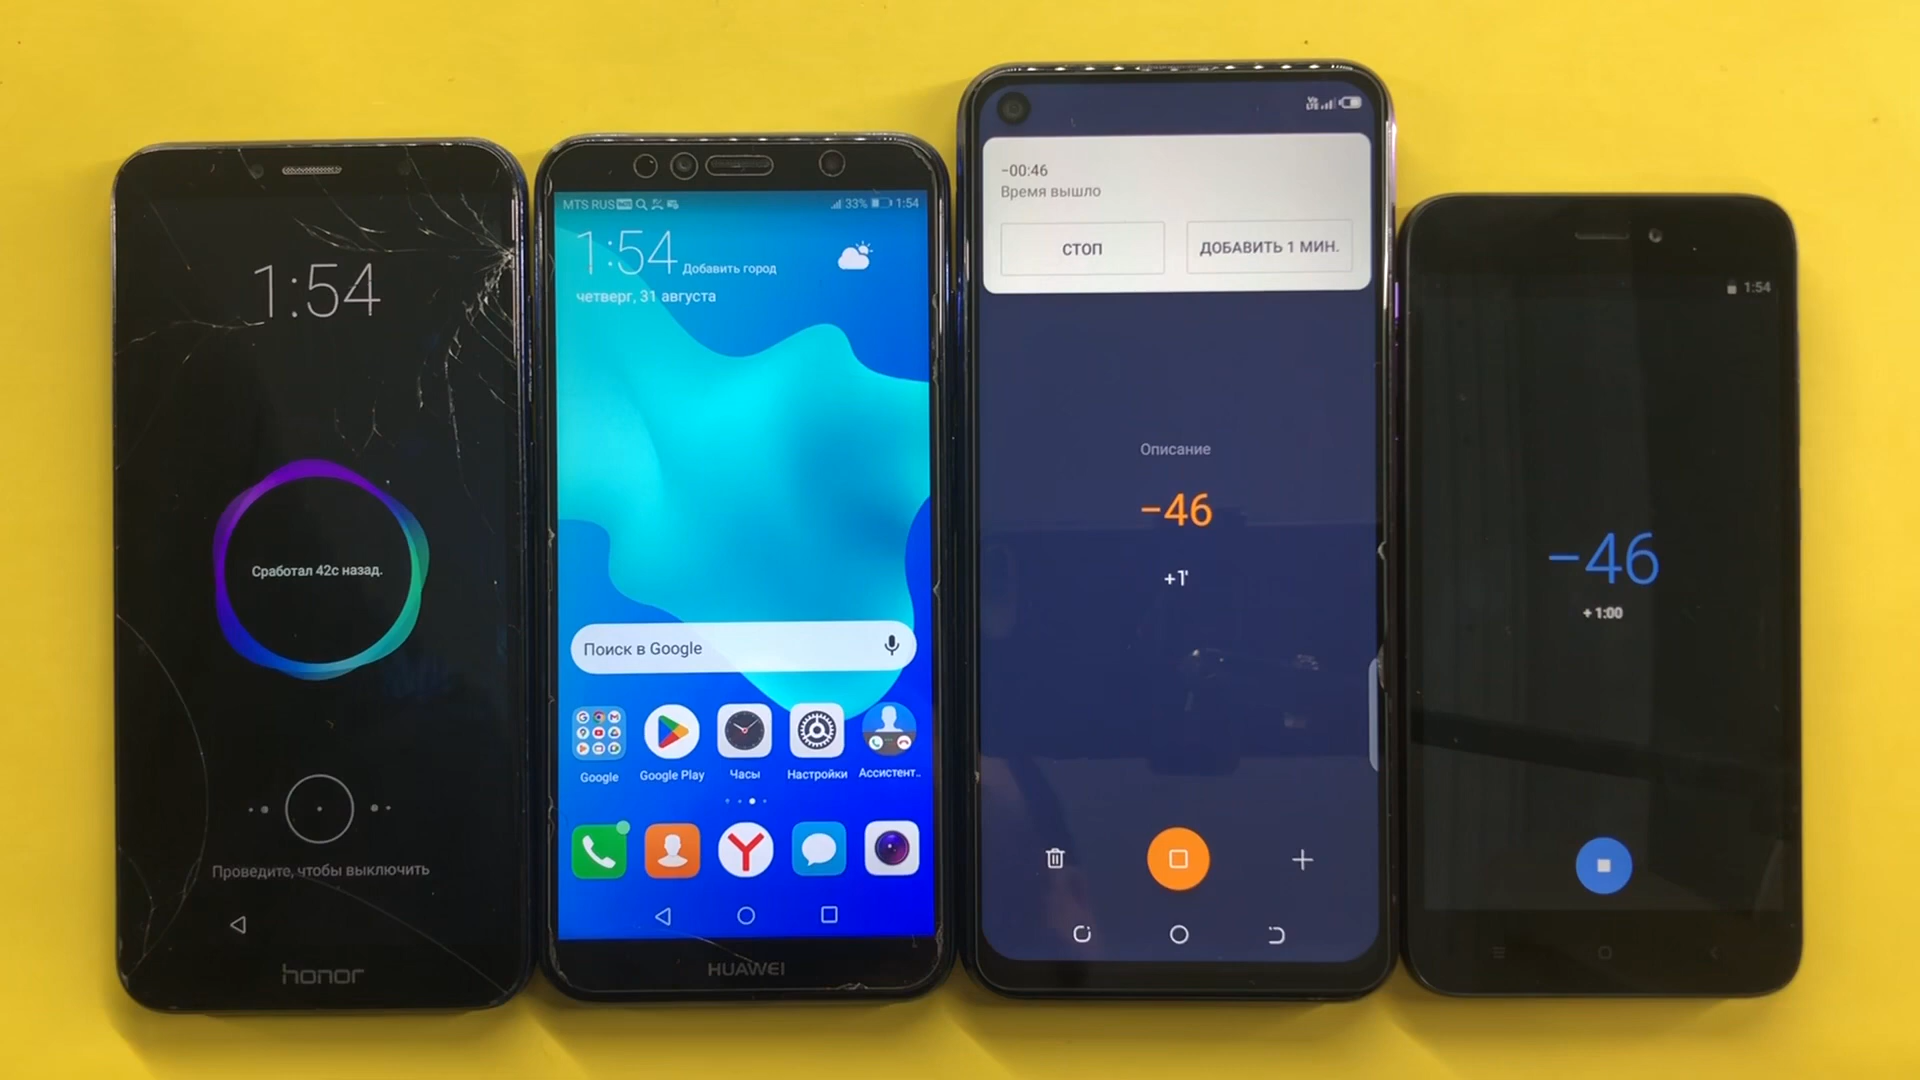 1:54
Сработал 42с назад.
Проведите, чтобы выключить
honor
MTS RUS 33% 1:54
1:54 Добавить город
четверг, 31 августа
Поиск в Google
Google Google Play Часы Настройки Ассистент..
HUAWEI
−00:46
Время вышло
СТОП ДОБАВИТЬ 1 МИН.
Описание
−46
+1'
1:54
−46
+ 1:00